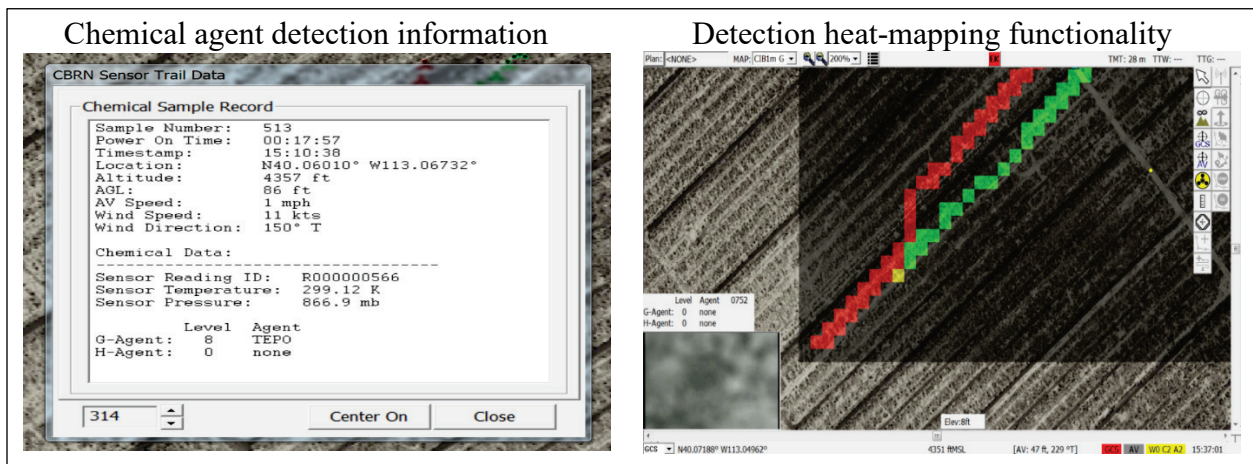 Chemical agent detection information
CBRN Sensor Trail Data
Chemical Sample Record
Sample Number: 513
Power On Time: 00:17:57
Timestamp: 15:10:38
Location: N40.06010° W113.06732°
Altitude: 4357 ft
AGL: 86 ft
AV Speed: 1 mph
Wind Speed: 11 kts
Wind Direction: 150° T
Chemical Data:
----------------------------------------
Sensor Reading ID: R000000566
Sensor Temperature: 299.12 K
Sensor Pressure: 866.9 mb
Level Agent
G-Agent: 8 TEPO
H-Agent: 0 none
314
Center On
Close
Detection heat-mapping functionality
Plan: <NONE> MAP: CIB1m G 200% TMT: 28 m TTW: --- TTG: ---
GCS
AV
Level Agent 0752
G-Agent: 0 none
H-Agent: 0 none
Elev:8ft
GCS N40.07188° W113.04962° 4351 ftMSL [AV: 47 ft, 229 °T] GCS AV W0 C2 A2 15:37:01